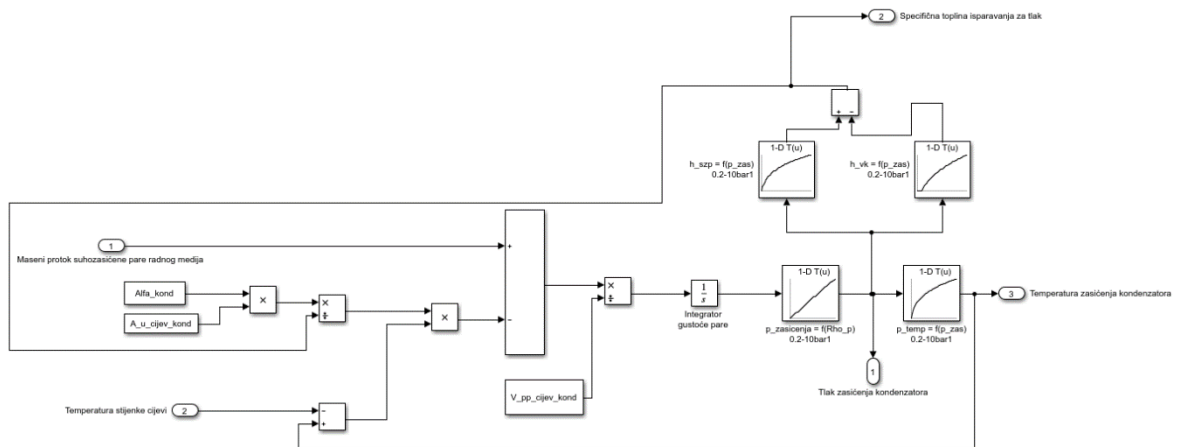 2
Specifična toplina isparavanja za tlak
+ −
1-D T(u)
h_szp = f(p_zas)
0.2-10bar1
1-D T(u)
h_vk = f(p_zas)
0.2-10bar1
1
Maseni protok suhozasićene pare radnog medija
+
−
Alfa_kond
A_u_cijev_kond
×
×
÷
×
×
÷
1
s
Integrator
gustoće pare
1-D T(u)
p_zasicenja = f(Rho_p)
0.2-10bar1
1-D T(u)
p_temp = f(p_zas)
0.2-10bar1
3
Temperatura zasićenja kondenzatora
1
Tlak zasićenja kondenzatora
V_pp_cijev_kond
Temperatura stijenke cijevi
2
−
+